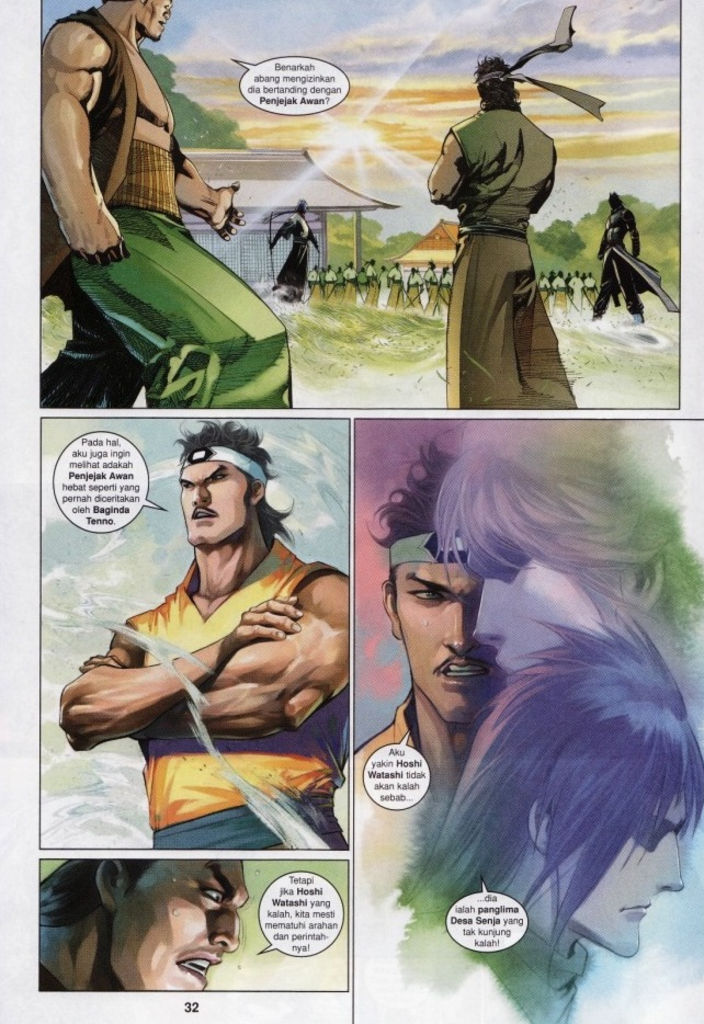 Benarkah
abang mengizinkan
dia bertanding dengan
Penjejak Awan?
Pada hal,
aku juga ingin
melihat adakah
Penjejak Awan
hebat seperti yang
pernah diceritakan
oleh Baginda
Tenno.
Tetapi
jika Hoshi
Watashi yang
kalah, kita mesti
mematuhi arahan
dan perintah-
nya!
Aku
yakin Hoshi
Watashi tidak
akan kalah
sebab...
...dia
ialah panglima
Desa Senja yang
tak kunjung
kalah!
32